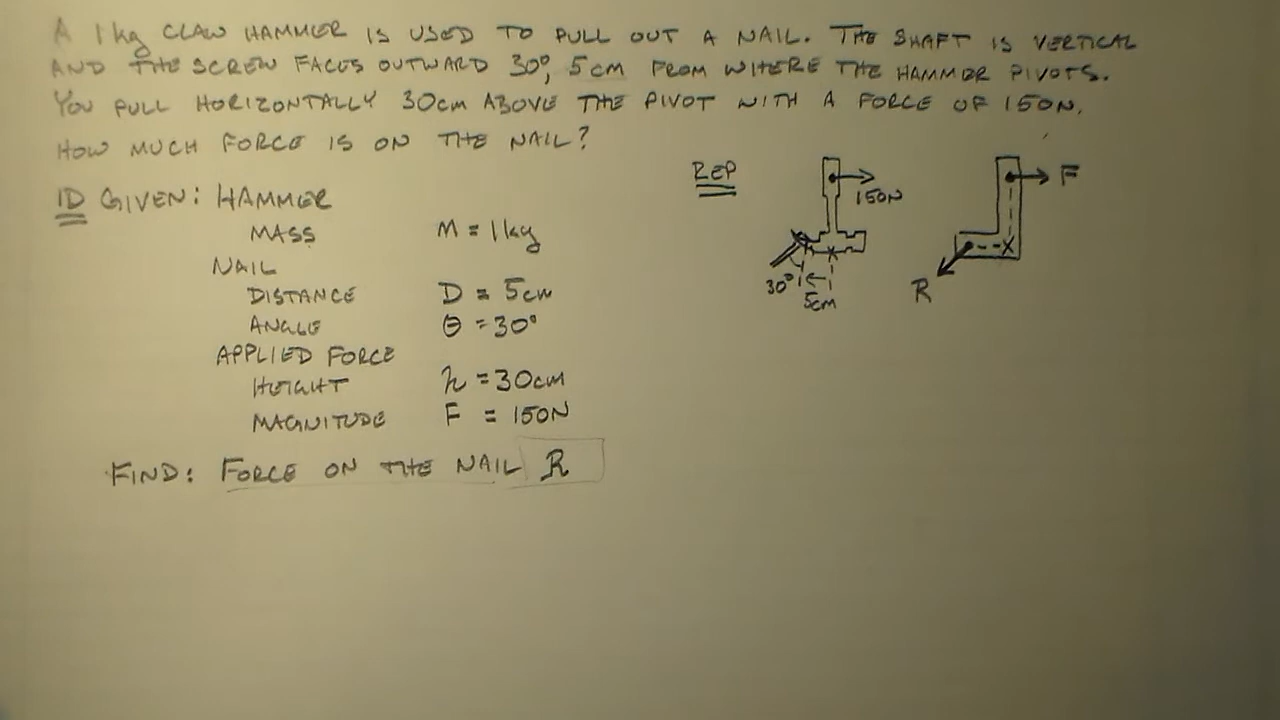 A 1kg CLAW HAMMER IS USED TO PULL OUT A NAIL. THE SHAFT IS VERTICAL
AND THE SCREW FACES OUTWARD 30°, 5cm FROM WHERE THE HAMMER PIVOTS.
YOU PULL HORIZONTALLY 30cm ABOVE THE PIVOT WITH A FORCE OF 150N.
HOW MUCH FORCE IS ON THE NAIL?
ID GIVEN: HAMMER
MASS M = 1kg
NAIL
DISTANCE D = 5cm
ANGLE θ = 30°
APPLIED FORCE
HEIGHT h = 30cm
MAGNITUDE F = 150N
FIND: FORCE ON THE NAIL R
REP
150N
30°
5cm
F
R